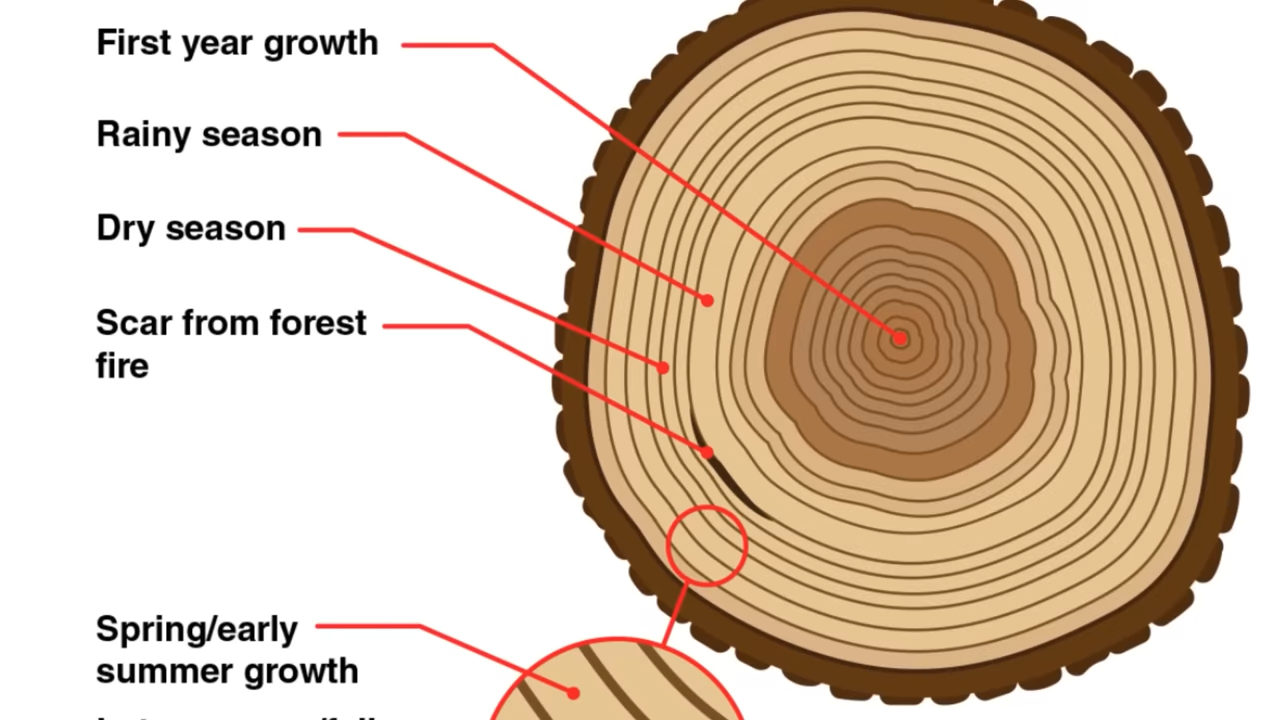 First year growth
Rainy season
Dry season
Scar from forest
fire
Spring/early
summer growth